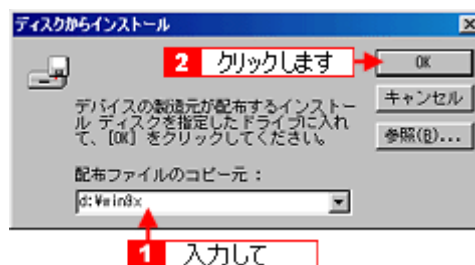 ディスクからインストール
2 クリックします
OK
キャンセル
参照(B)...
デバイスの製造元が配布するインストー
ル ディスクを指定したドライブに入れ
て、[OK] をクリックしてください。
配布ファイルのコピー元：
d:¥win9x
1 入力して